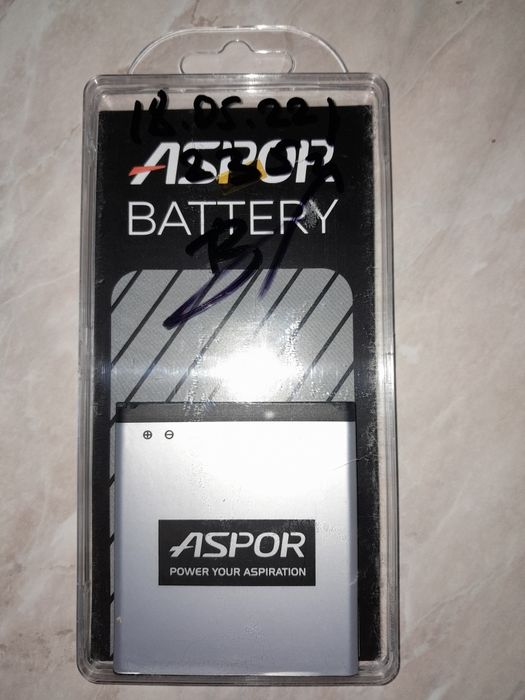 18.05.22
ASPOR
BATTERY
⊕ ⊖
ASPOR
POWER YOUR ASPIRATION